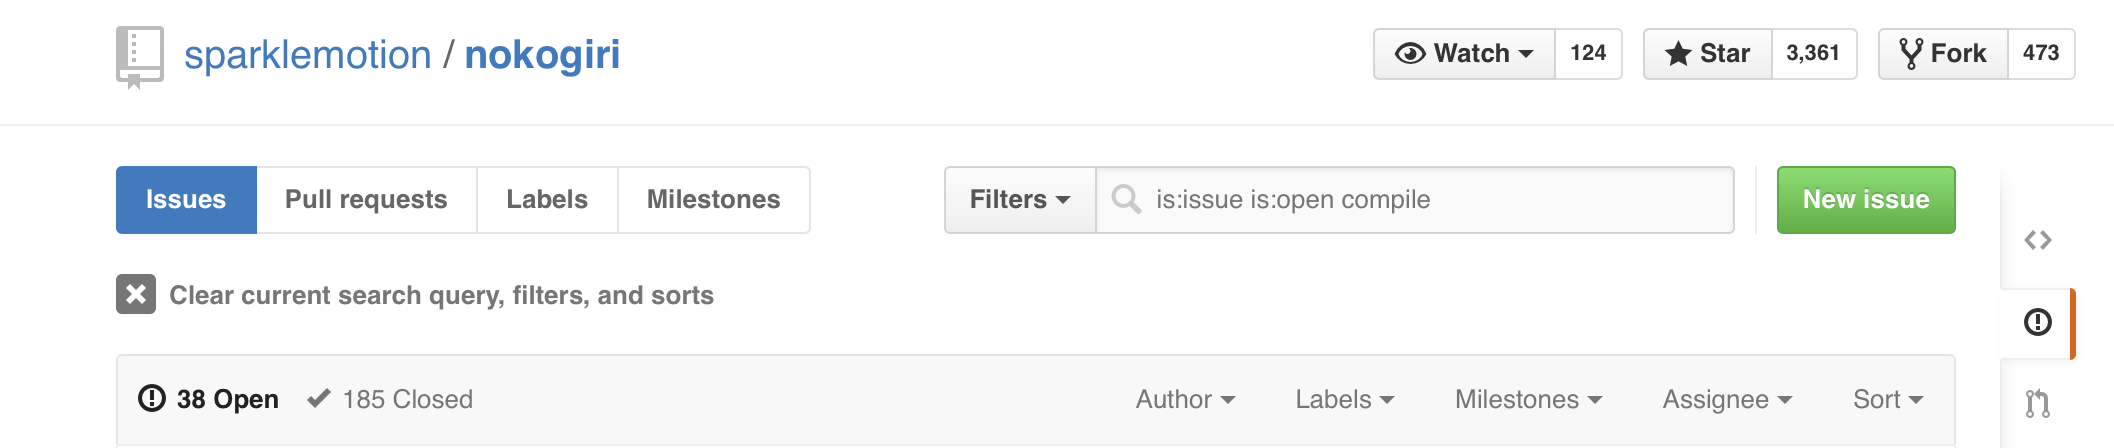 sparklemotion / nokogiri
Watch 124 Star 3,361 Fork 473
Issues Pull requests Labels Milestones Filters is:issue is:open compile New issue
Clear current search query, filters, and sorts
38 Open 185 Closed Author Labels Milestones Assignee Sort